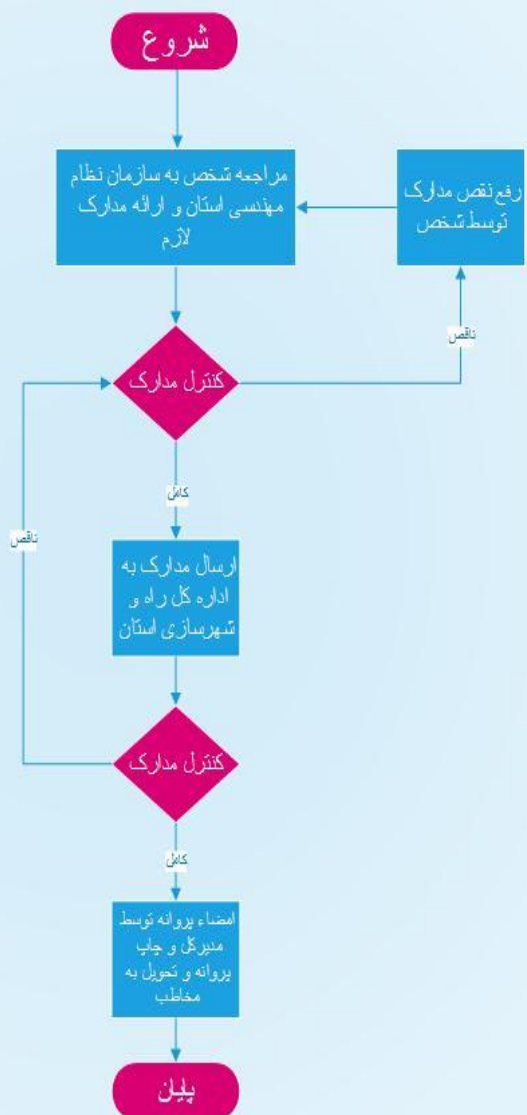 شروع
مراجعه شخص به سازمان نظام
مهندسی استان و ارائه مدارک
لازم
رفع نقص مدارک
توسط شخص
ناقص
کنترل مدارک
کامل
ناقص
ارسال مدارک به
اداره کل راه و
شهرسازی استان
کنترل مدارک
کامل
امضاء پروانه توسط
مدیرکل و چاپ
پروانه و تحویل به
مخاطب
پایان